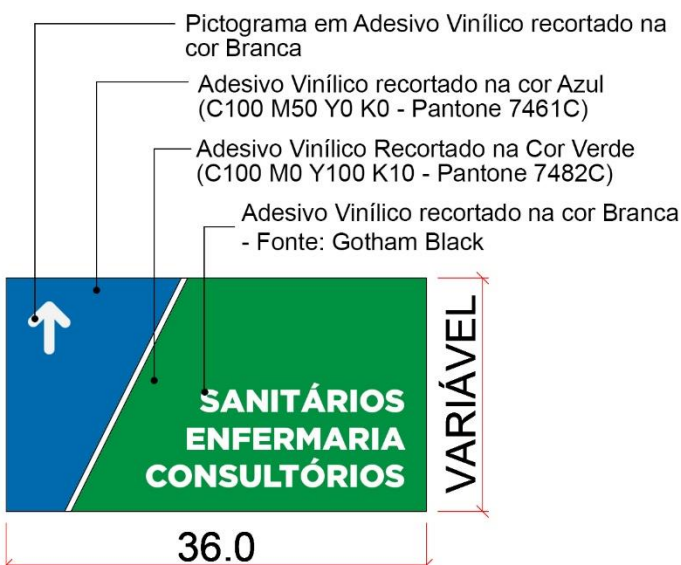 Pictograma em Adesivo Vinílico recortado na
cor Branca
Adesivo Vinílico recortado na cor Azul
(C100 M50 Y0 K0 - Pantone 7461C)
Adesivo Vinílico Recortado na Cor Verde
(C100 M0 Y100 K10 - Pantone 7482C)
Adesivo Vinílico recortado na cor Branca
- Fonte: Gotham Black
SANITÁRIOS
ENFERMARIA
CONSULTÓRIOS
VARIÁVEL
36.0